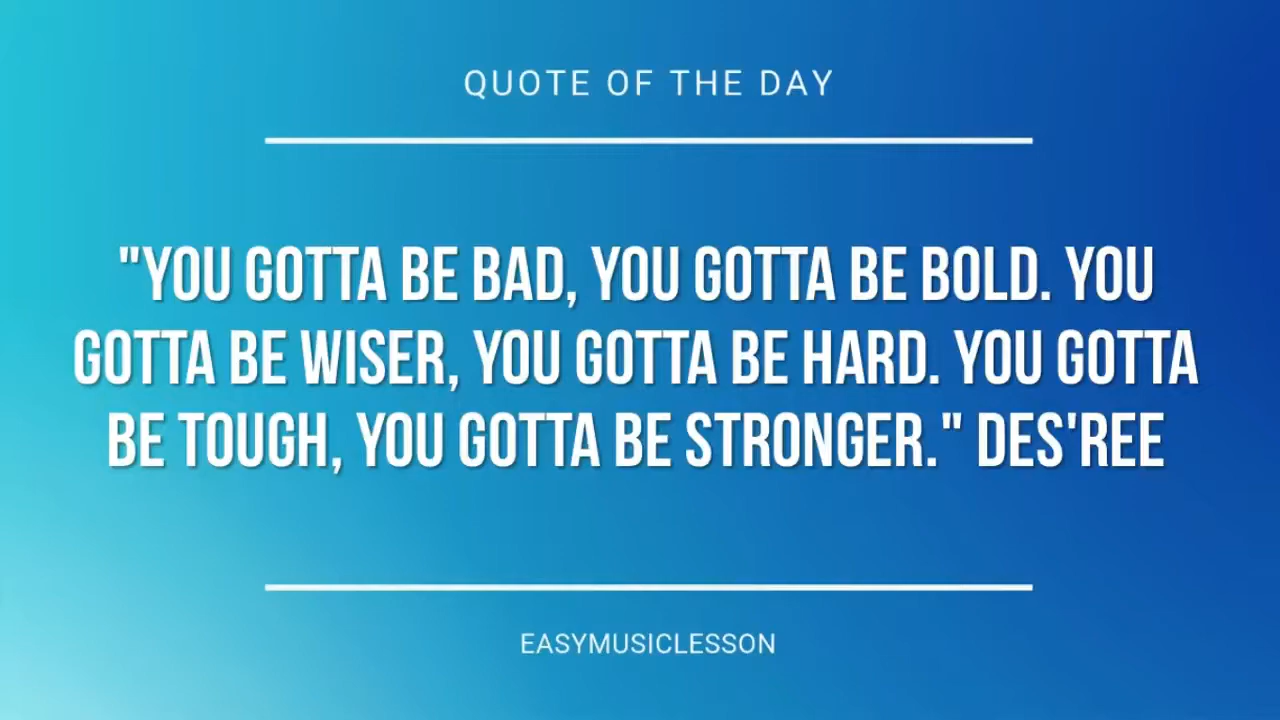 QUOTE OF THE DAY
"YOU GOTTA BE BAD, YOU GOTTA BE BOLD. YOU
GOTTA BE WISER, YOU GOTTA BE HARD. YOU GOTTA
BE TOUGH, YOU GOTTA BE STRONGER." DES'REE
EASYMUSICLESSON